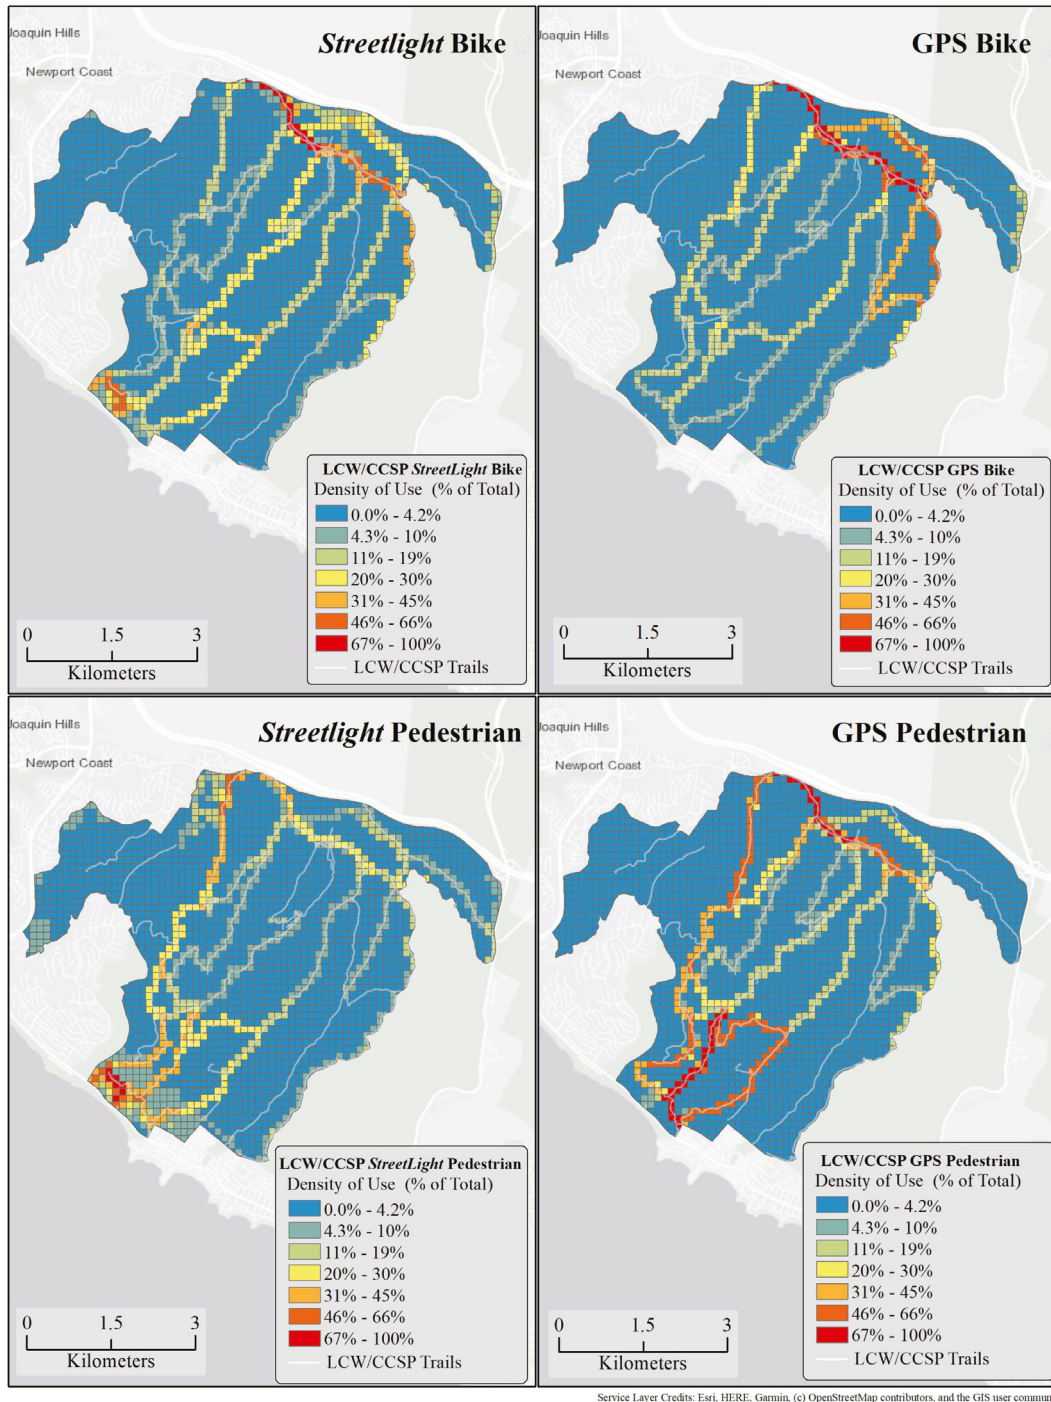 Joaquin Hills
Streetlight Bike
Newport Coast
LCW/CCSP StreetLight Bike
Density of Use (% of Total)
0.0% - 4.2%
4.3% - 10%
11% - 19%
20% - 30%
31% - 45%
46% - 66%
67% - 100%
LCW/CCSP Trails
0 1.5 3
Kilometers
Joaquin Hills
GPS Bike
Newport Coast
LCW/CCSP GPS Bike
Density of Use (% of Total)
0.0% - 4.2%
4.3% - 10%
11% - 19%
20% - 30%
31% - 45%
46% - 66%
67% - 100%
LCW/CCSP Trails
0 1.5 3
Kilometers
Joaquin Hills
Streetlight Pedestrian
Newport Coast
LCW/CCSP StreetLight Pedestrian
Density of Use (% of Total)
0.0% - 4.2%
4.3% - 10%
11% - 19%
20% - 30%
31% - 45%
46% - 66%
67% - 100%
LCW/CCSP Trails
0 1.5 3
Kilometers
Joaquin Hills
GPS Pedestrian
Newport Coast
LCW/CCSP GPS Pedestrian
Density of Use (% of Total)
0.0% - 4.2%
4.3% - 10%
11% - 19%
20% - 30%
31% - 45%
46% - 66%
67% - 100%
LCW/CCSP Trails
0 1.5 3
Kilometers
Service Layer Credits: Esri, HERE, Garmin, (c) OpenStreetMap contributors, and the GIS user commun